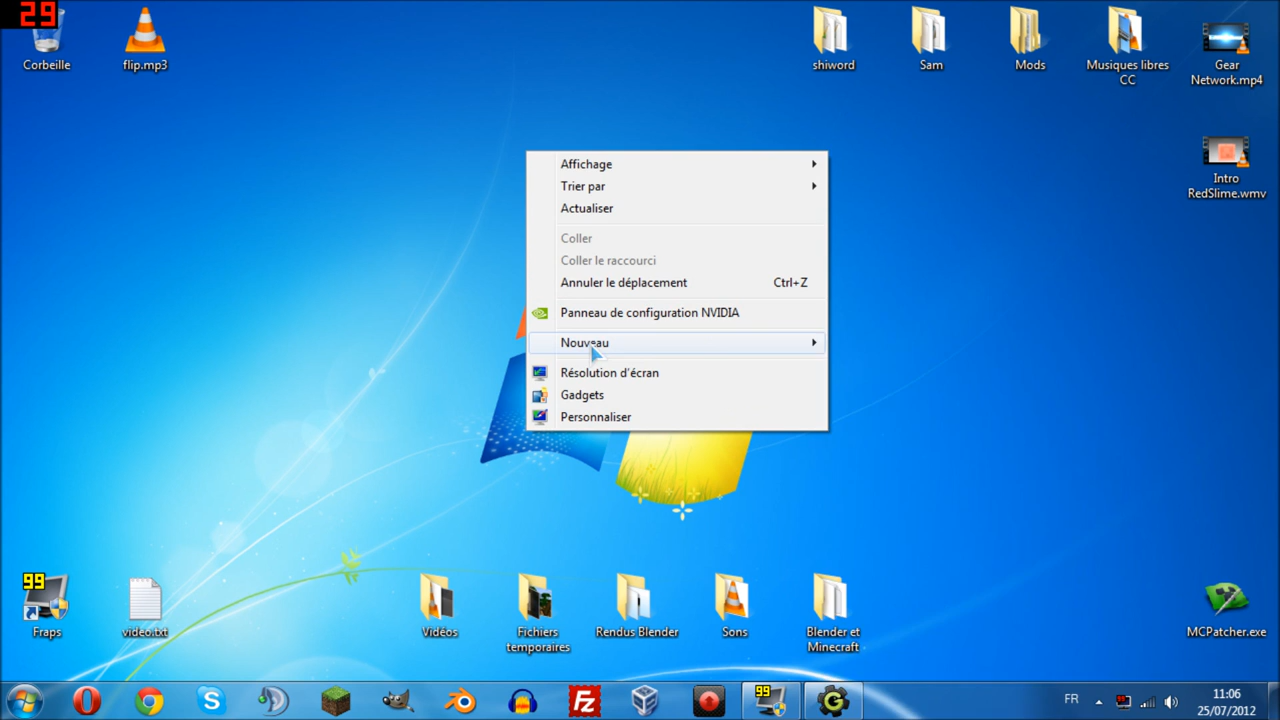 29
Corbeille
flip.mp3
shiword
Sam
Mods
Musiques libres
CC
Gear
Network.mp4
Intro
RedSlime.wmv
Affichage
Trier par
Actualiser
Coller
Coller le raccourci
Annuler le déplacement Ctrl+Z
Panneau de configuration NVIDIA
Nouveau
Résolution d'écran
Gadgets
Personnaliser
99
Fraps
video.txt
Vidéos
Fichiers
temporaires
Rendus Blender
Sons
Blender et
Minecraft
MCPatcher.exe
S
Fz
99
G
FR
11:06
25/07/2012